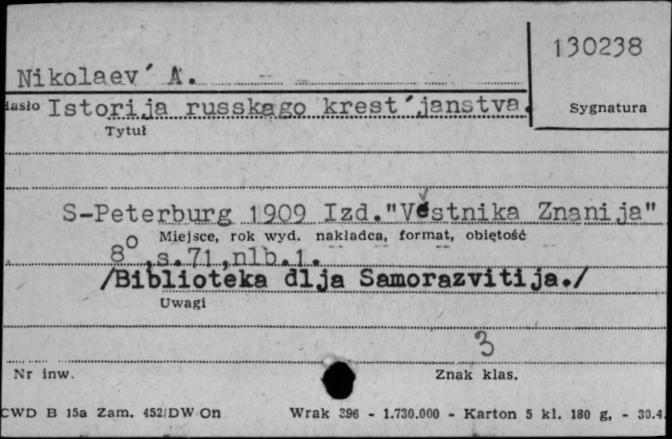 130238
Nikolaev´ A.
Hasło Istorija russkago krest´janstva.
Sygnatura
Tytuł
S-Peterburg 1909 Izd."Věstnika Znanija"
Miejsce, rok wyd. nakładca, format, objętość
8° ,s.71,nlb.1.
/Biblioteka dlja Samorazvitija./
Uwagi
3
Nr inw. Znak klas.
CWD B 15a Zam. 452/DW On Wrak 396 - 1.730.000 - Karton 5 kl. 180 g, - 30.4.